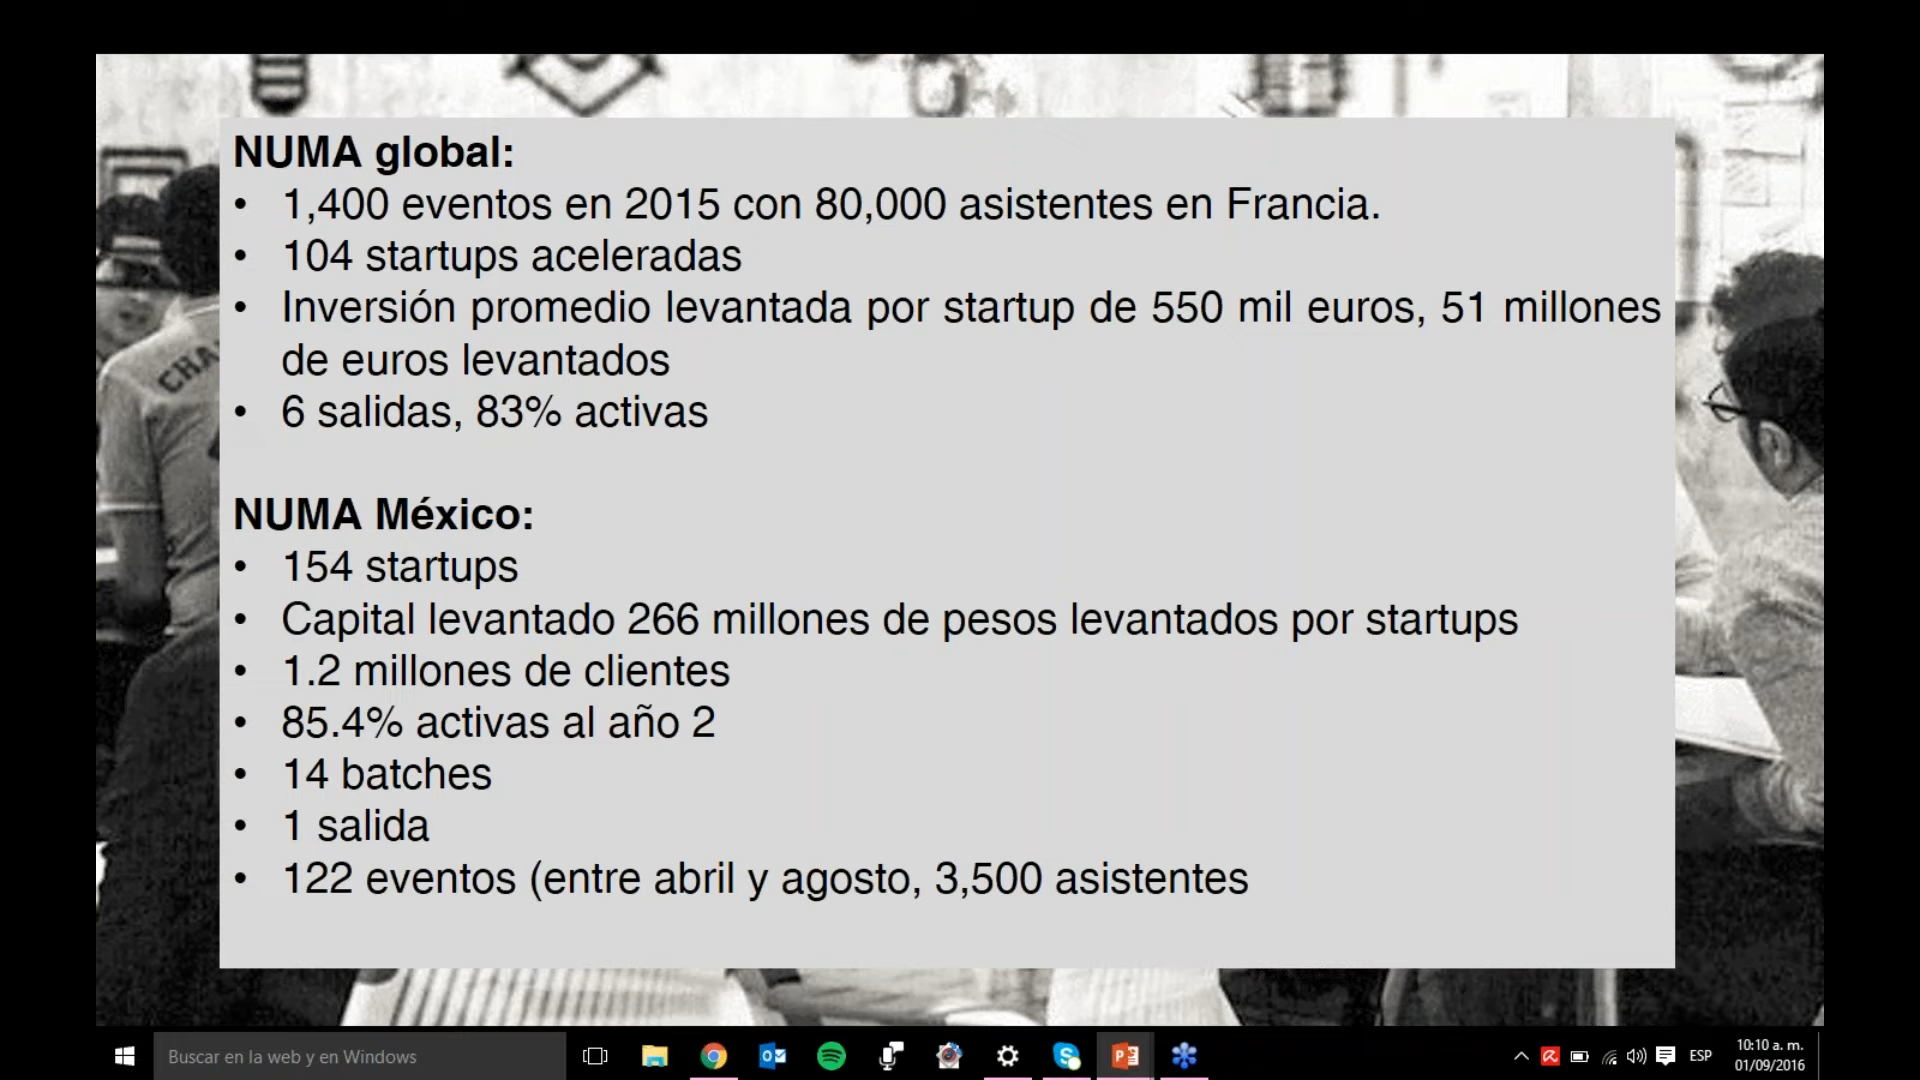 NUMA global:
• 1,400 eventos en 2015 con 80,000 asistentes en Francia.
• 104 startups aceleradas
• Inversión promedio levantada por startup de 550 mil euros, 51 millones
de euros levantados
• 6 salidas, 83% activas
NUMA México:
• 154 startups
• Capital levantado 266 millones de pesos levantados por startups
• 1.2 millones de clientes
• 85.4% activas al año 2
• 14 batches
• 1 salida
• 122 eventos (entre abril y agosto, 3,500 asistentes
CHA
Buscar en la web y en Windows
ESP
10:10 a. m.
01/09/2016